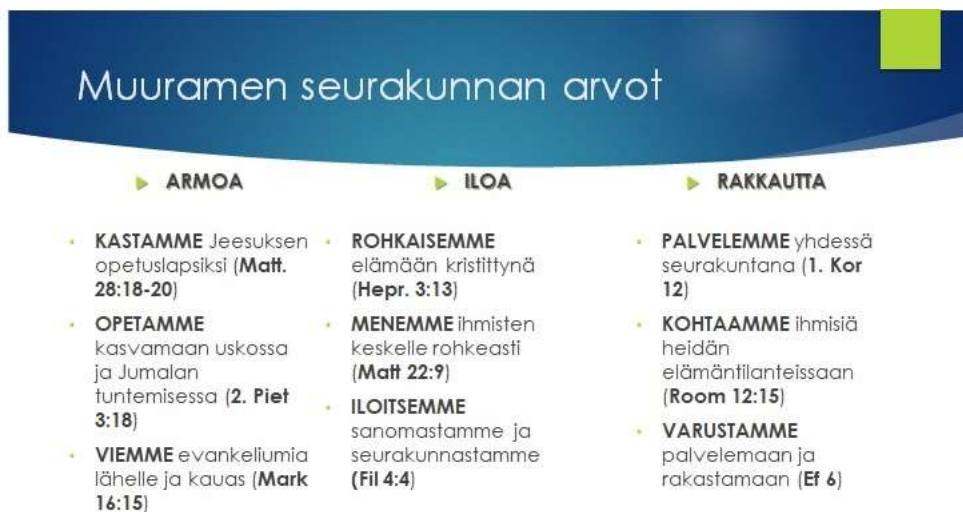 Muuramen seurakunnan arvot
ARMOA
KASTAMME Jeesuksen
opetuslapsiksi (Matt.
28:18-20)
OPETAMME
kasvamaan uskossa
ja Jumalan
tuntemisessa (2. Piet
3:18)
VIEMME evankeliumia
lähelle ja kauas (Mark
16:15)
ILOA
ROHKAISEMME
elämään kristittynä
(Hepr. 3:13)
MENEMME ihmisten
keskelle rohkeasti
(Matt 22:9)
ILOITSEMME
sanomastamme ja
seurakunnastamme
(Fil 4:4)
RAKKAUTTA
PALVELEMME yhdessä
seurakuntana (1. Kor
12)
KOHTAAMME ihmisiä
heidän
elämäntilanteissaan
(Room 12:15)
VARUSTAMME
palvelemaan ja
rakastamaan (Ef 6)